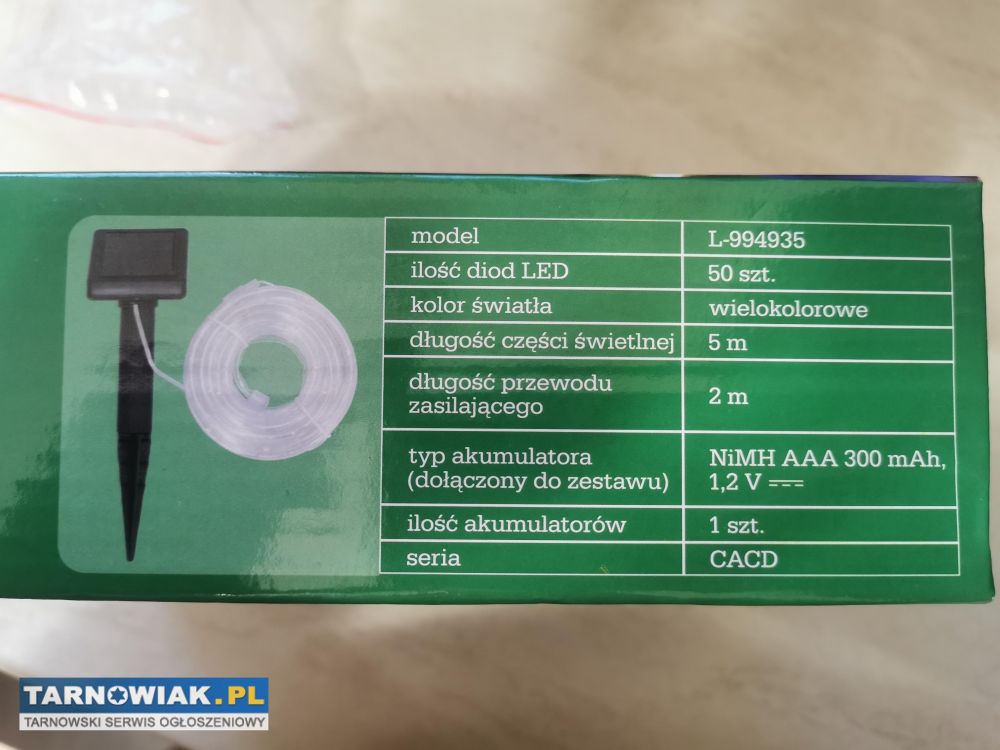 model L-994935
ilość diod LED 50 szt.
kolor światła wielokolorowe
długość części świetlnej 5 m
długość przewodu
zasilającego 2 m
typ akumulatora NiMH AAA 300 mAh,
(dołączony do zestawu) 1,2 V ⎓
ilość akumulatorów 1 szt.
seria CACD
TARNOWIAK.PL
TARNOWSKI SERWIS OGŁOSZENIOWY